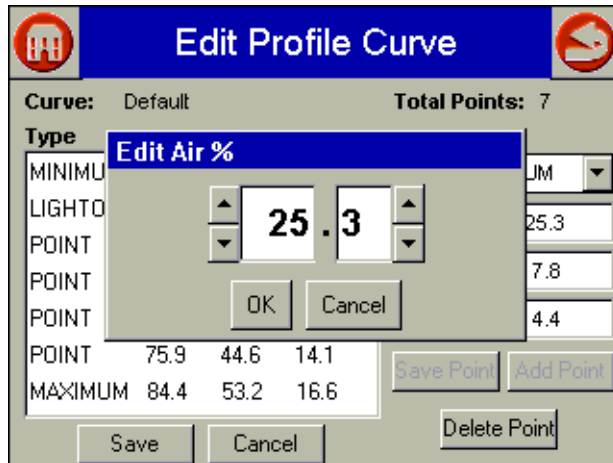 Edit Profile Curve
Curve: Default Total Points: 7
Type
Edit Air %
MINIMU UM
LIGHTO 25.3
25 . 3
POINT
POINT 7.8
OK Cancel
POINT 4.4
POINT 75.9 44.6 14.1
Save Point Add Point
MAXIMUM 84.4 53.2 16.6
Delete Point
Save Cancel